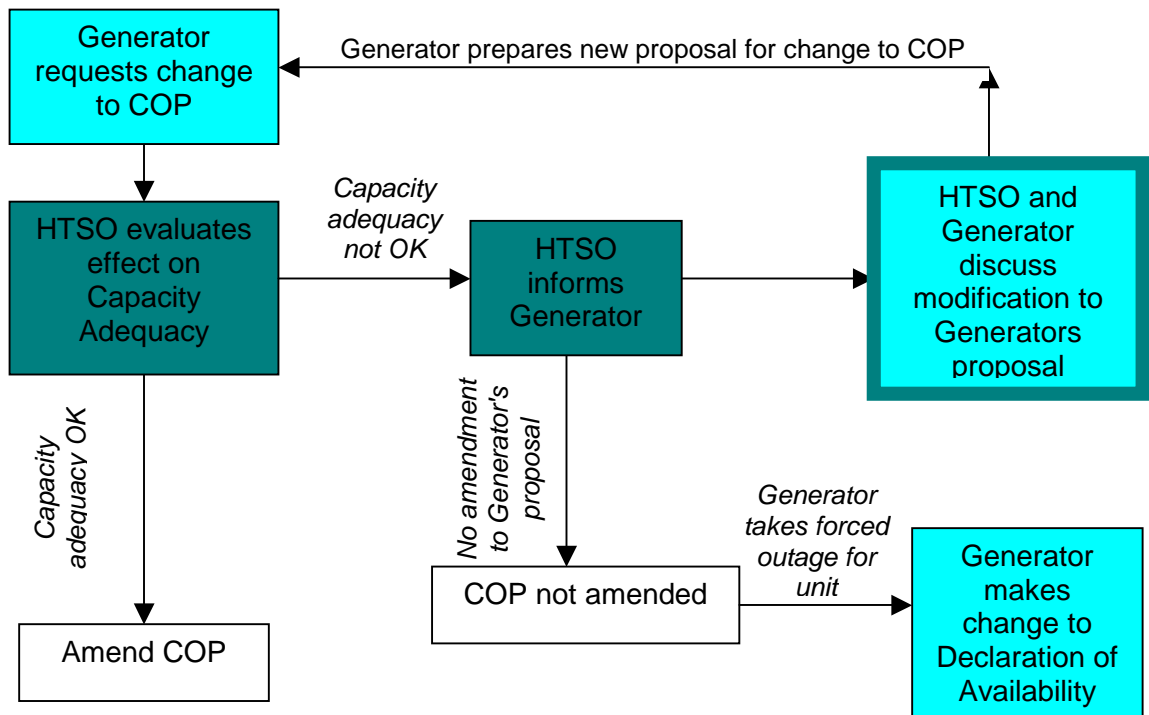 Generator
requests change
to COP
Generator prepares new proposal for change to COP
HTSO evaluates
effect on
Capacity
Adequacy
Capacity
adequacy
not OK
HTSO
informs
Generator
HTSO and
Generator
discuss
modification to
Generators
proposal
Capacity
adequacy OK
No amendment
to Generator's
proposal
Amend COP
COP not amended
Generator
takes forced
outage for
unit
Generator
makes
change to
Declaration of
Availability